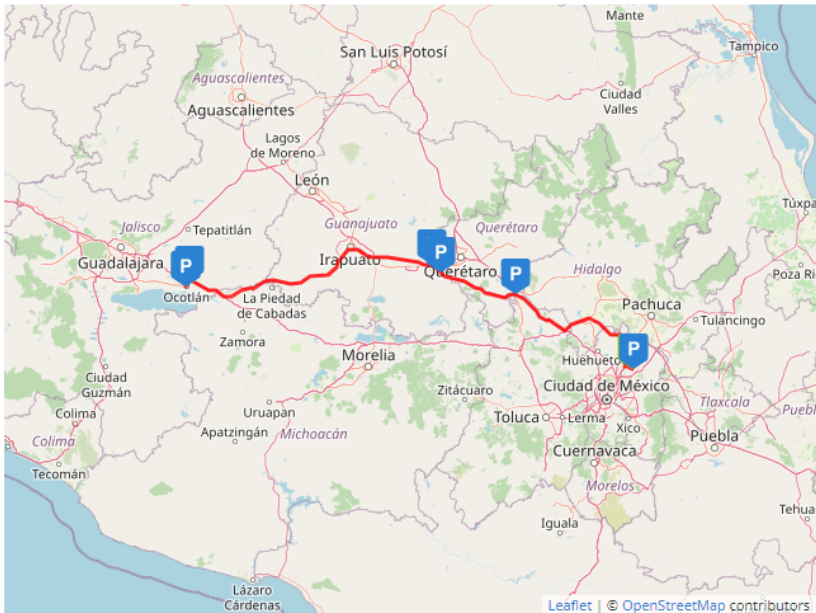 Mante
Tampico
San Luis Potosí
Aguascalientes
Ciudad
Valles
Aguascalientes
Lagos
de Moreno
León
Jalisco
Tepatitlán
Guanajuato
Querétaro
Túxpa
Guadalajara
P
Irapuato
P
Querétaro
P
Hidalgo
Poza Ri
Ocotlán
La Piedad
de Cabadas
Pachuca
Tulancingo
Zamora
Morelia
Huehueto
P
Ciudad
Guzmán
Zitácuaro
Ciudad de México
Tlaxcala
Colima
Uruapan
Toluca
Lerma
Xico
Puebla
Colima
Apatzingán
Michoacán
Puebla
Tecomán
Cuernavaca
Morelos
Iguala
Tehua
Lázaro
Cárdenas
Leaflet | © OpenStreetMap contributors